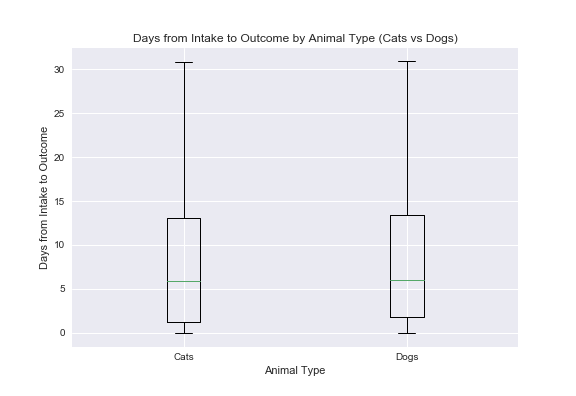 Days from Intake to Outcome by Animal Type (Cats vs Dogs)
Days from Intake to Outcome
30
25
20
15
10
5
0
Cats
Dogs
Animal Type